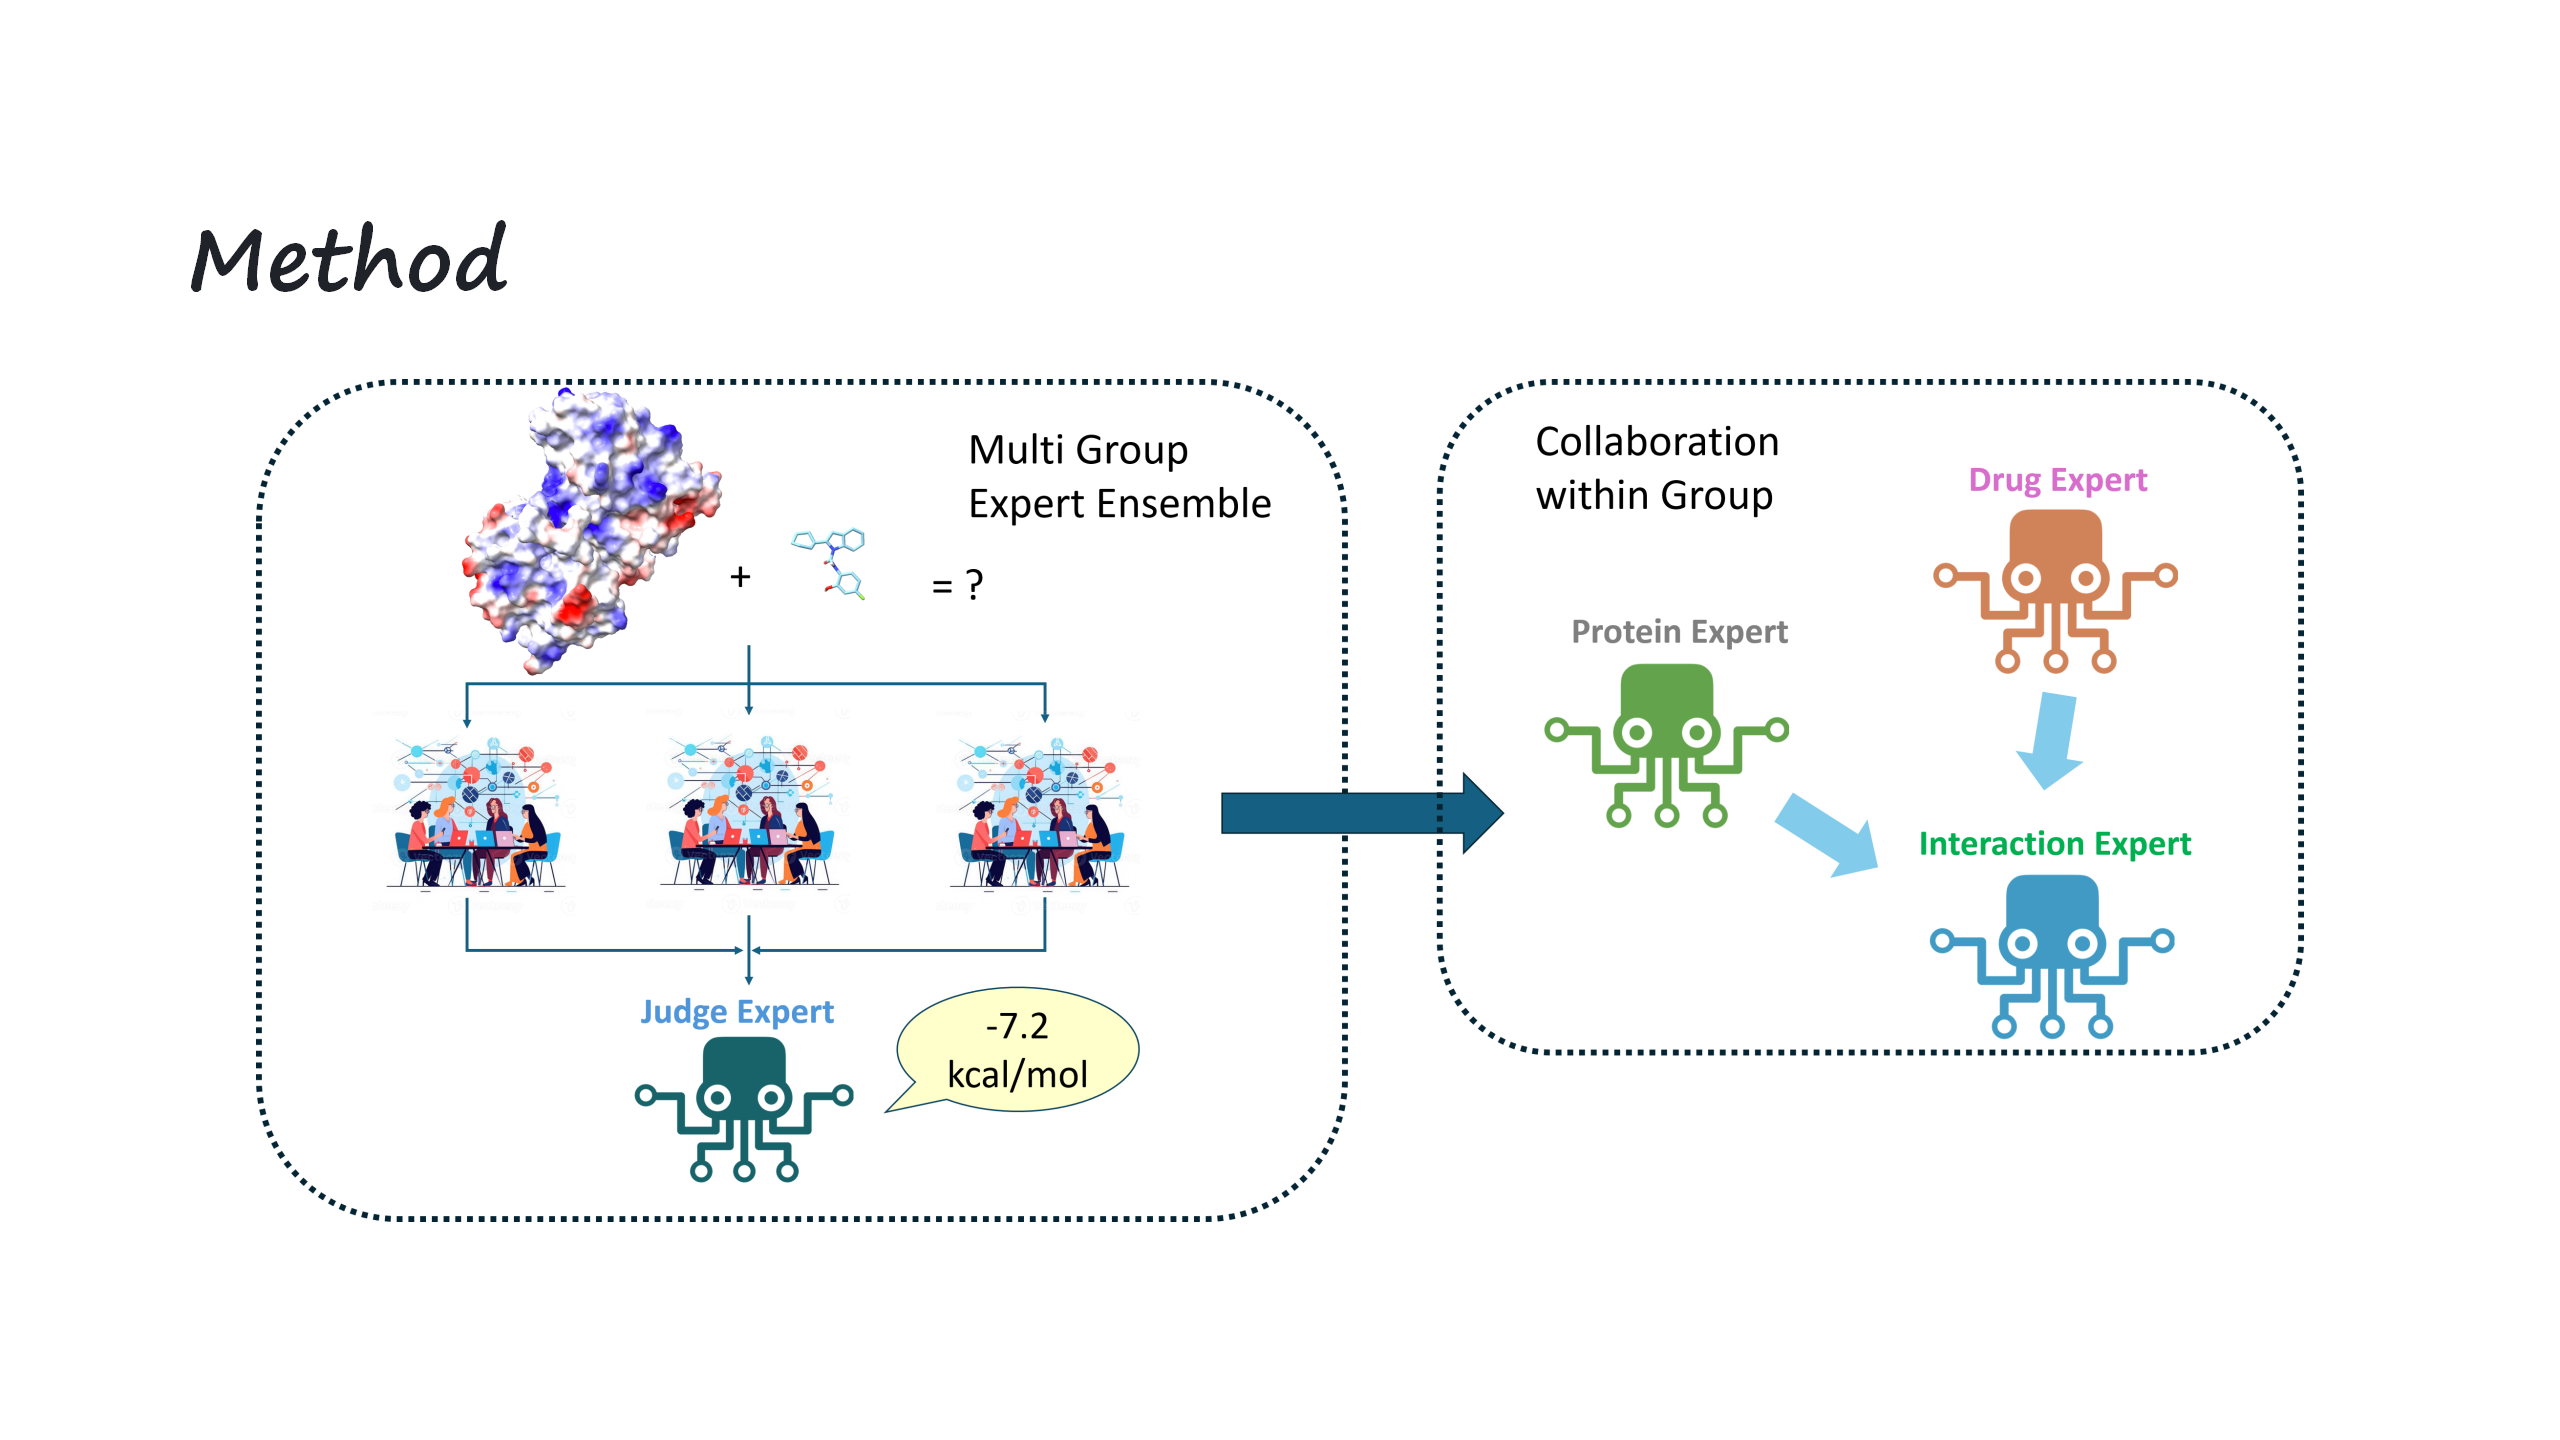 Method
Multi Group
Expert Ensemble
+
= ?
Judge Expert
-7.2
kcal/mol
Collaboration
within Group
Drug Expert
Protein Expert
Interaction Expert